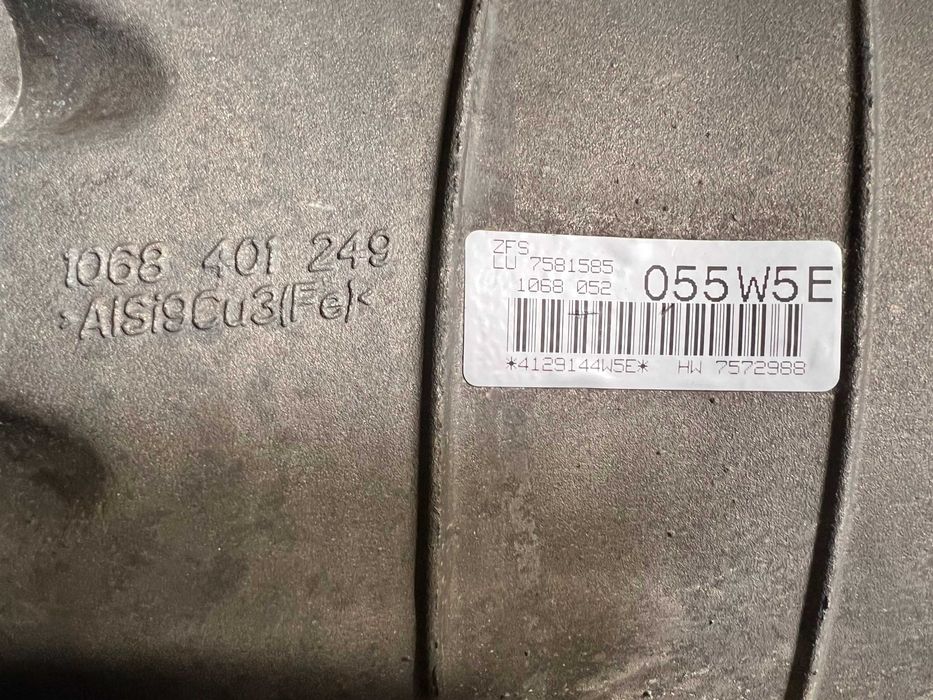 1068 401 249
>AlSi9Cu3(Fe)<
ZFS
LU 7581585
1068 052
055W5E
*4129144W5E* HW 7572988